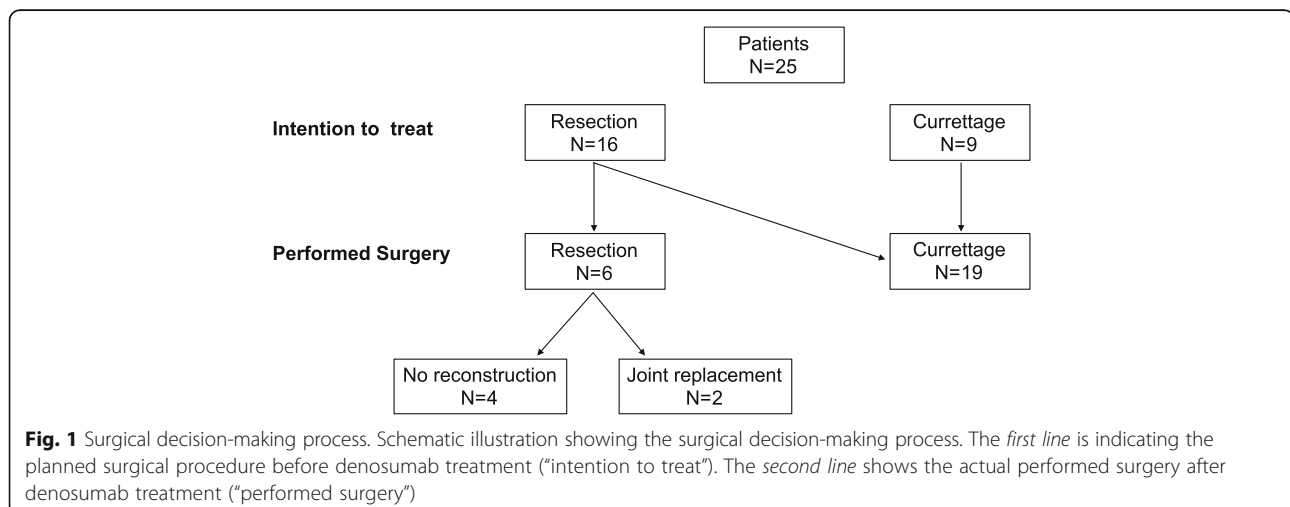 Patients
N=25
Intention to  treat
Resection
N=16
Currettage
N=9
Performed Surgery
Resection
N=6
Currettage
N=19
No reconstruction
N=4
Joint replacement
N=2
Fig. 1 Surgical decision-making process. Schematic illustration showing the surgical decision-making process. The first line is indicating the
planned surgical procedure before denosumab treatment (“intention to treat”). The second line shows the actual performed surgery after
denosumab treatment (“performed surgery”)